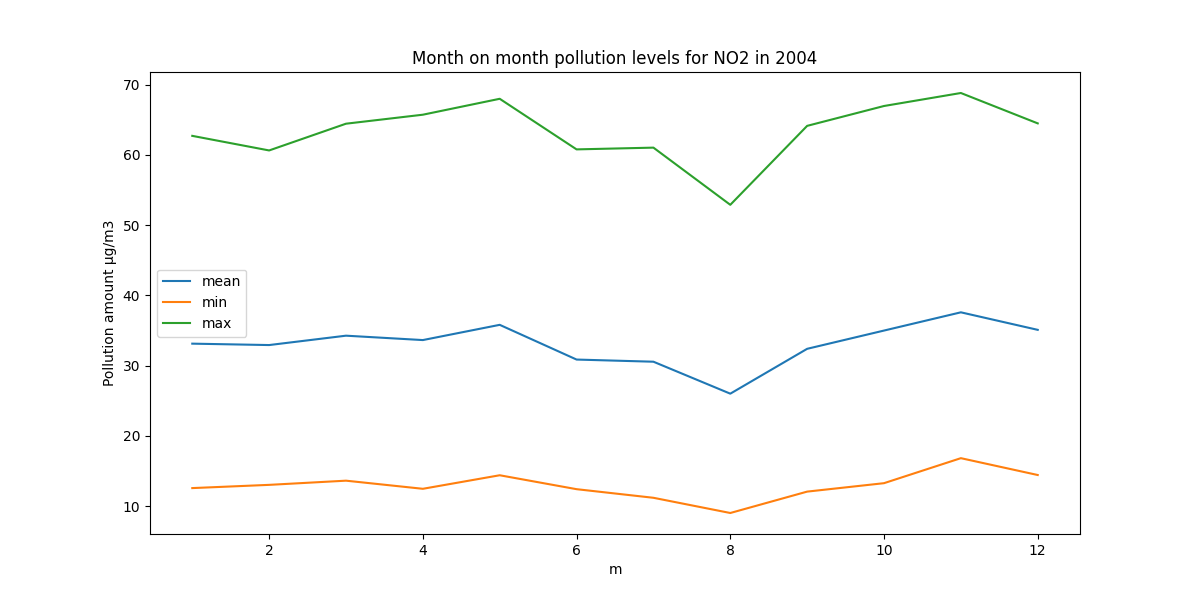 Month on month pollution levels for NO2 in 2004
70
60
50
40
30
20
10
Pollution amount μg/m3
mean
min
max
2 4 6 8 10 12
m